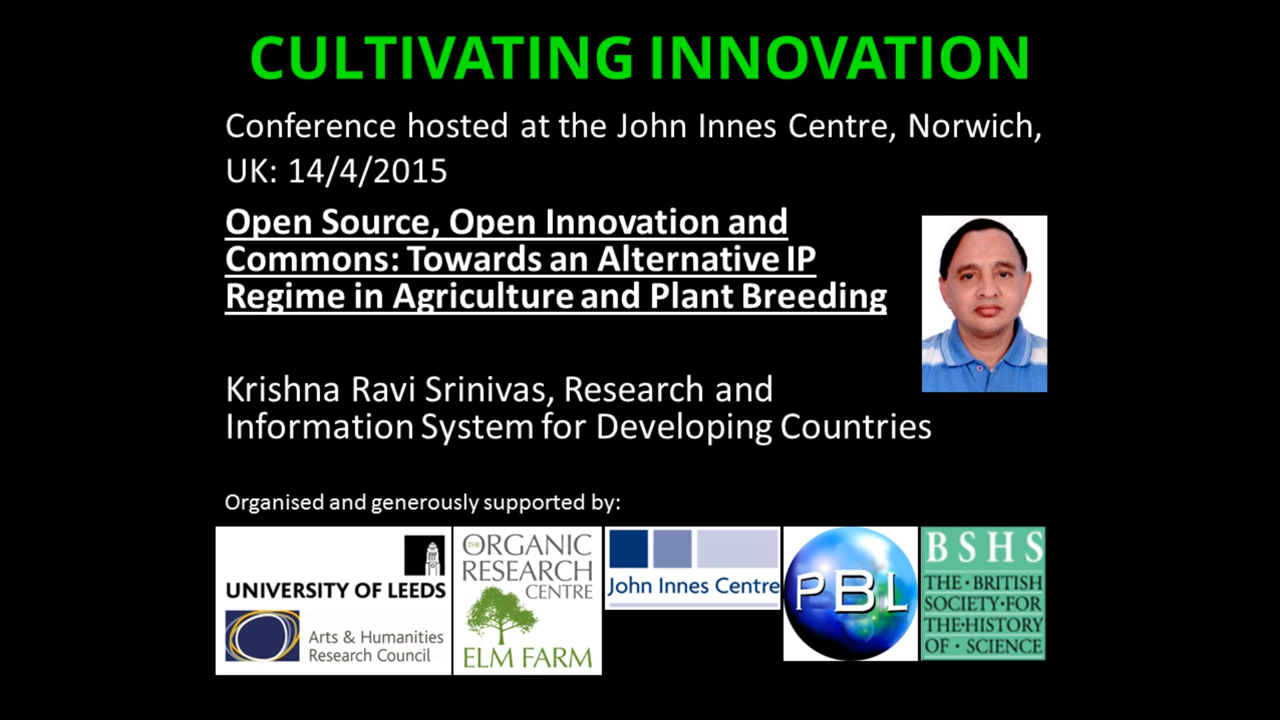 CULTIVATING INNOVATION
Conference hosted at the John Innes Centre, Norwich,
UK: 14/4/2015
Open Source, Open Innovation and
Commons: Towards an Alternative IP
Regime in Agriculture and Plant Breeding
Krishna Ravi Srinivas, Research and
Information System for Developing Countries
Organised and generously supported by:
UNIVERSITY OF LEEDS
Arts & Humanities
Research Council
THE ORGANIC
RESEARCH
CENTRE
ELM FARM
John Innes Centre
PBL
BSHS
THE·BRITISH
SOCIETY·FOR
THE·HISTORY
OF·SCIENCE